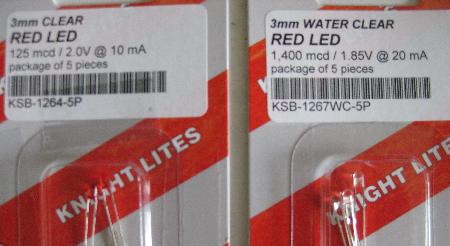 3mm CLEAR
RED LED
125 mcd / 2.0V @ 10 mA
package of 5 pieces
KSB-1264-5P
KNIGHT LITES
3mm WATER CLEAR
RED LED
1,400 mcd / 1.85V @ 20 mA
package of 5 pieces
KSB-1267WC-5P
KNIGHT LITES